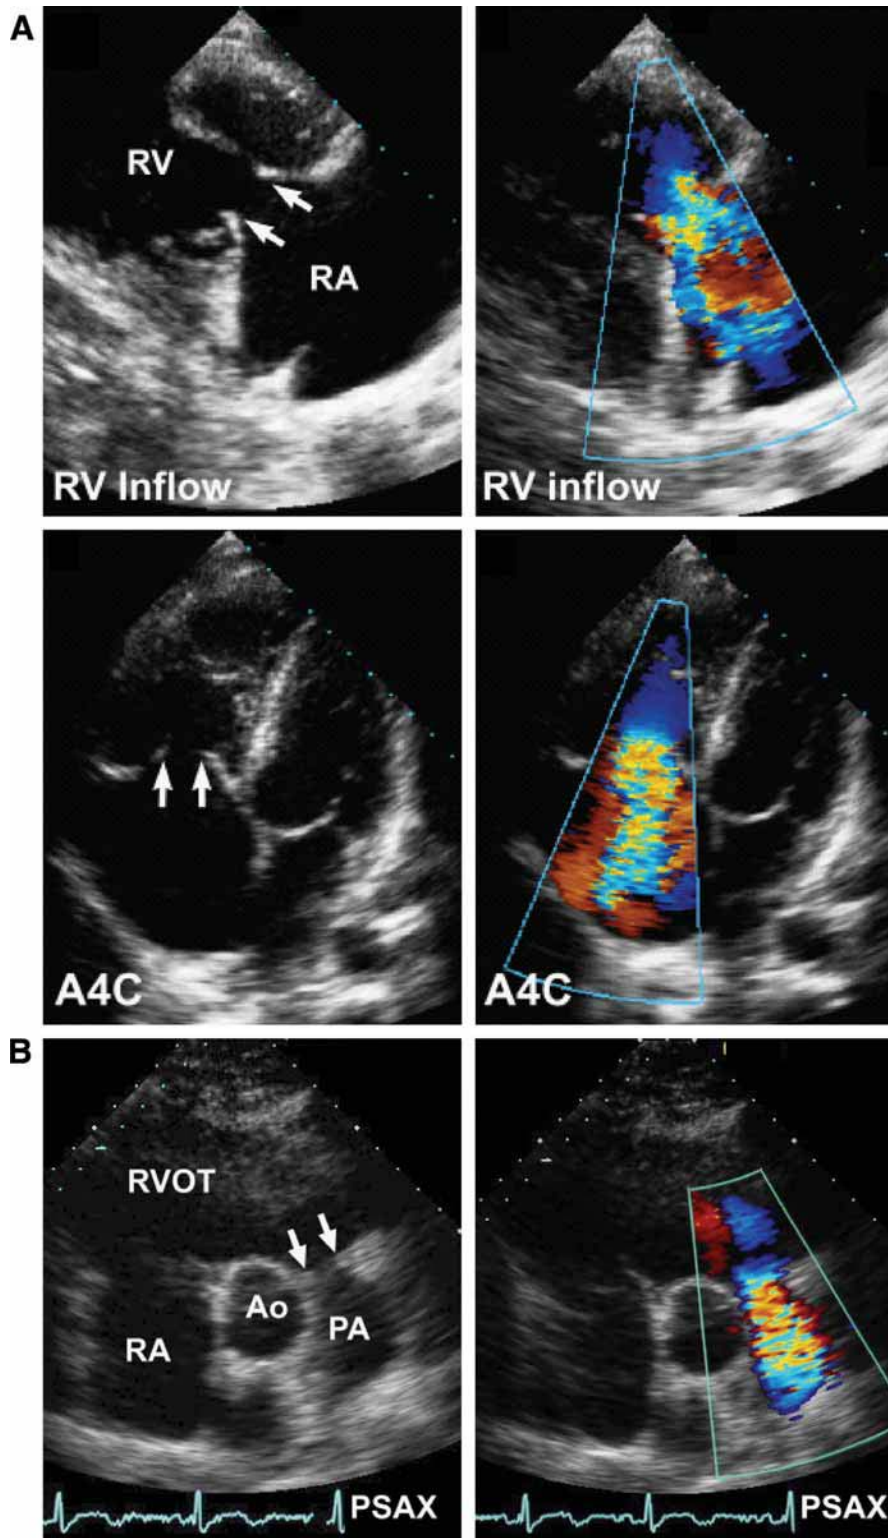 A
RV
RA
RV Inflow
RV inflow
A4C
A4C
B
RVOT
Ao
PA
RA
PSAX
PSAX